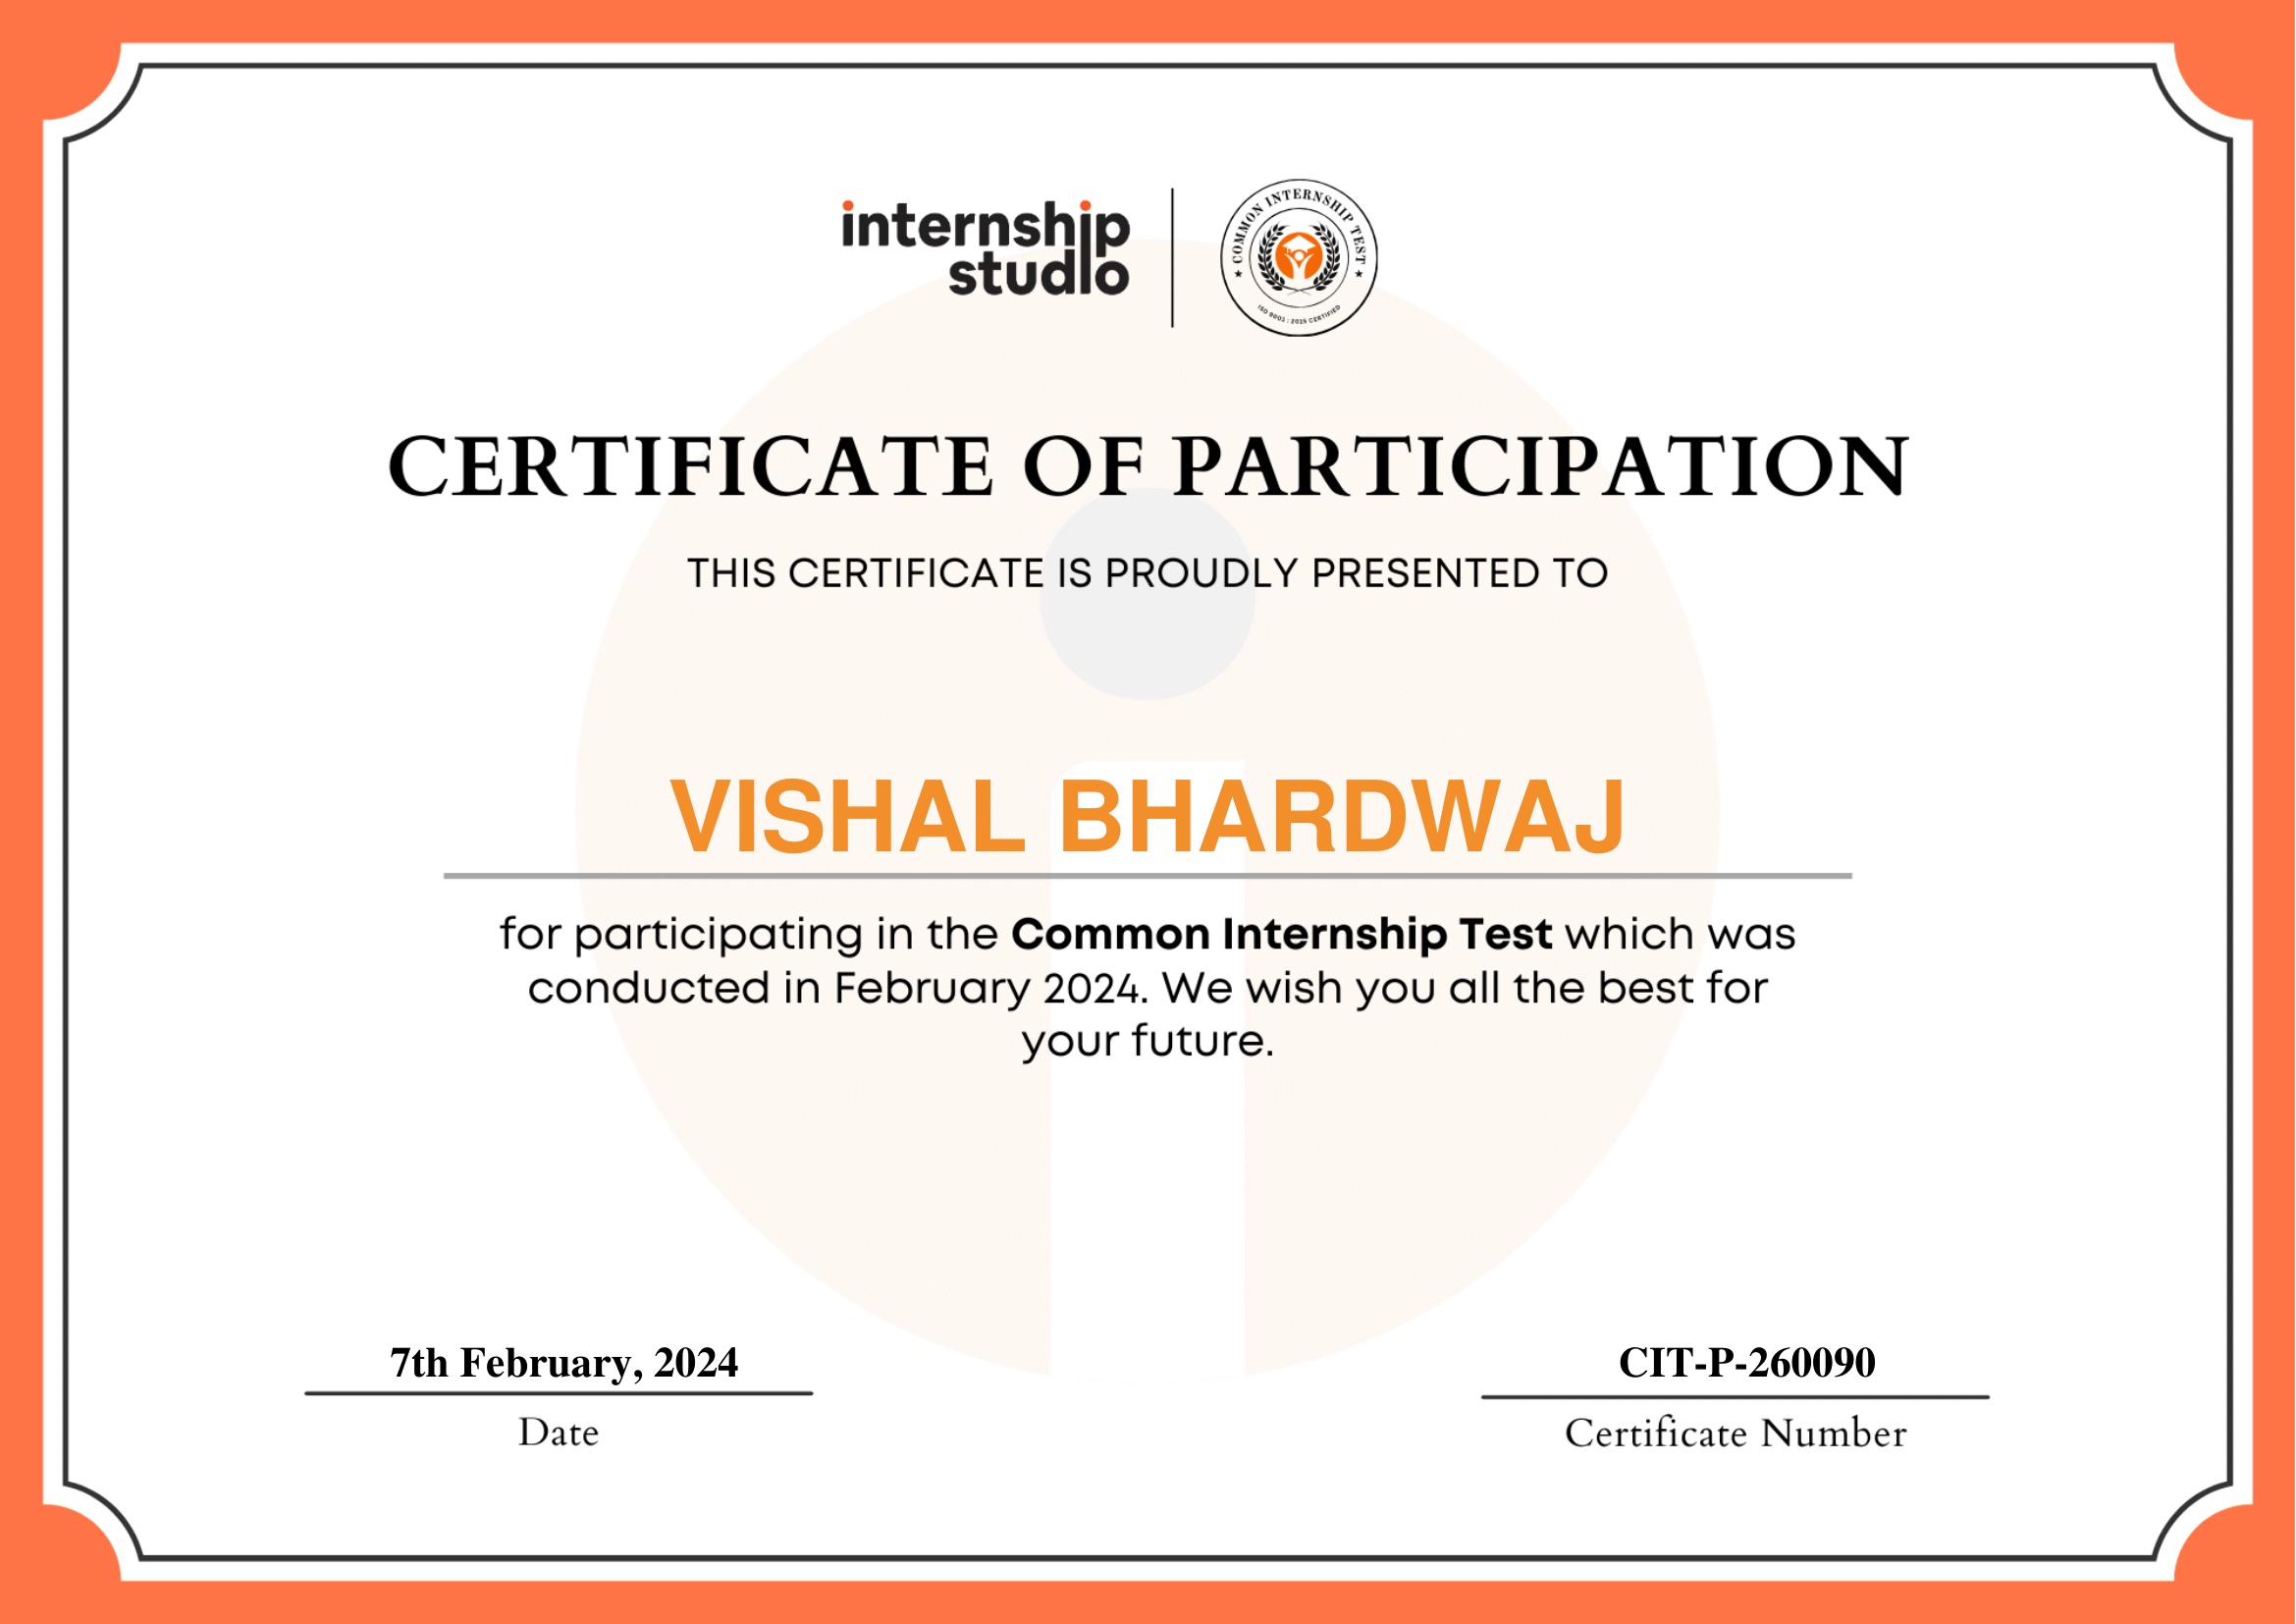 internship
studio
COMMON INTERNSHIP TEST
ISO 9001 : 2015 CERTIFIED
CERTIFICATE OF PARTICIPATION
THIS CERTIFICATE IS PROUDLY PRESENTED TO
VISHAL BHARDWAJ
for participating in the Common Internship Test which was
conducted in February 2024. We wish you all the best for
your future.
7th February, 2024
Date
CIT-P-260090
Certificate Number